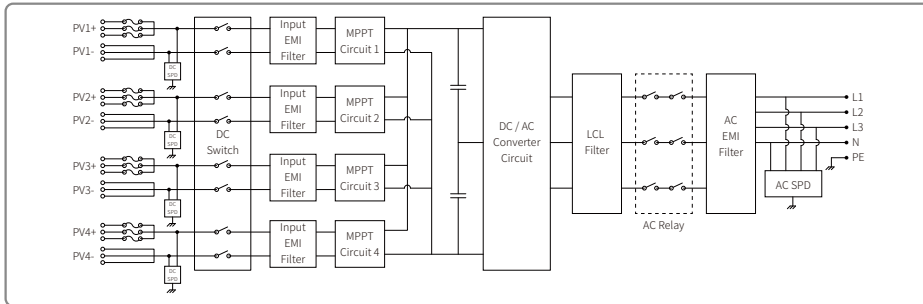 PV1+
PV1-
DC
SPD
PV2+
PV2-
DC
SPD
PV3+
PV3-
DC
SPD
PV4+
PV4-
DC
SPD
DC
Switch
Input
EMI
Filter
Input
EMI
Filter
Input
EMI
Filter
Input
EMI
Filter
MPPT
Circuit 1
MPPT
Circuit 2
MPPT
Circuit 3
MPPT
Circuit 4
DC / AC
Converter
Circuit
LCL
Filter
AC Relay
AC
EMI
Filter
L1
L2
L3
N
PE
AC SPD